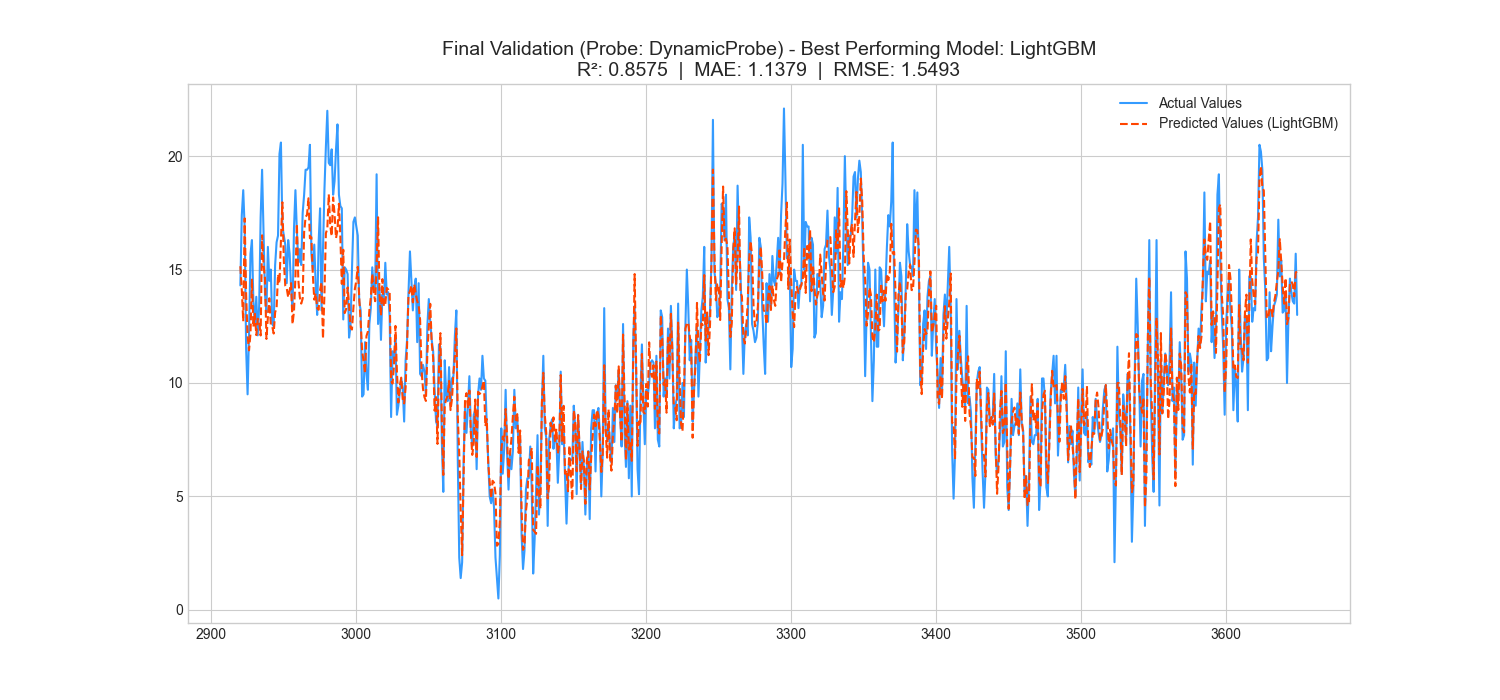 Final Validation (Probe: DynamicProbe) - Best Performing Model: LightGBM
R²: 0.8575 | MAE: 1.1379 | RMSE: 1.5493
Actual Values
Predicted Values (LightGBM)
20
15
10
5
0
2900 3000 3100 3200 3300 3400 3500 3600